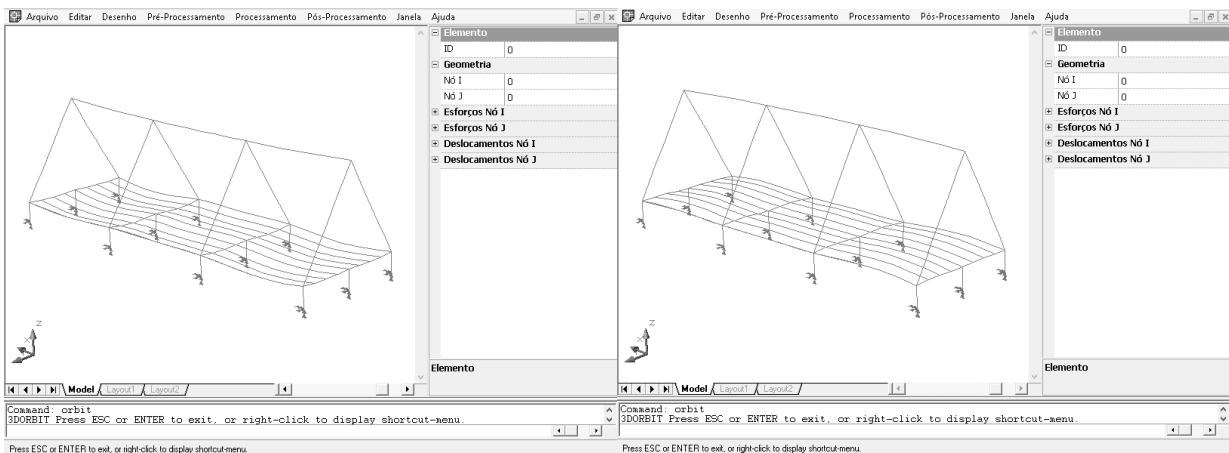 Arquivo Editar Desenho Pré-Processamento Processamento Pós-Processamento Janela Ajuda
Elemento
ID 0
Geometria
Nó I 0
Nó J 0
Esforços Nó I
Esforços Nó J
Deslocamentos Nó I
Deslocamentos Nó J
Z
X
Elemento
Model Layout1 Layout2
Command: orbit
3DORBIT Press ESC or ENTER to exit, or right-click to display shortcut-menu.
Press ESC or ENTER to exit, or right-click to display shortcut-menu.
Arquivo Editar Desenho Pré-Processamento Processamento Pós-Processamento Janela Ajuda
Elemento
ID 0
Geometria
Nó I 0
Nó J 0
Esforços Nó I
Esforços Nó J
Deslocamentos Nó I
Deslocamentos Nó J
Z
X
Elemento
Model Layout1 Layout2
Command: orbit
3DORBIT Press ESC or ENTER to exit, or right-click to display shortcut-menu.
Press ESC or ENTER to exit, or right-click to display shortcut-menu.